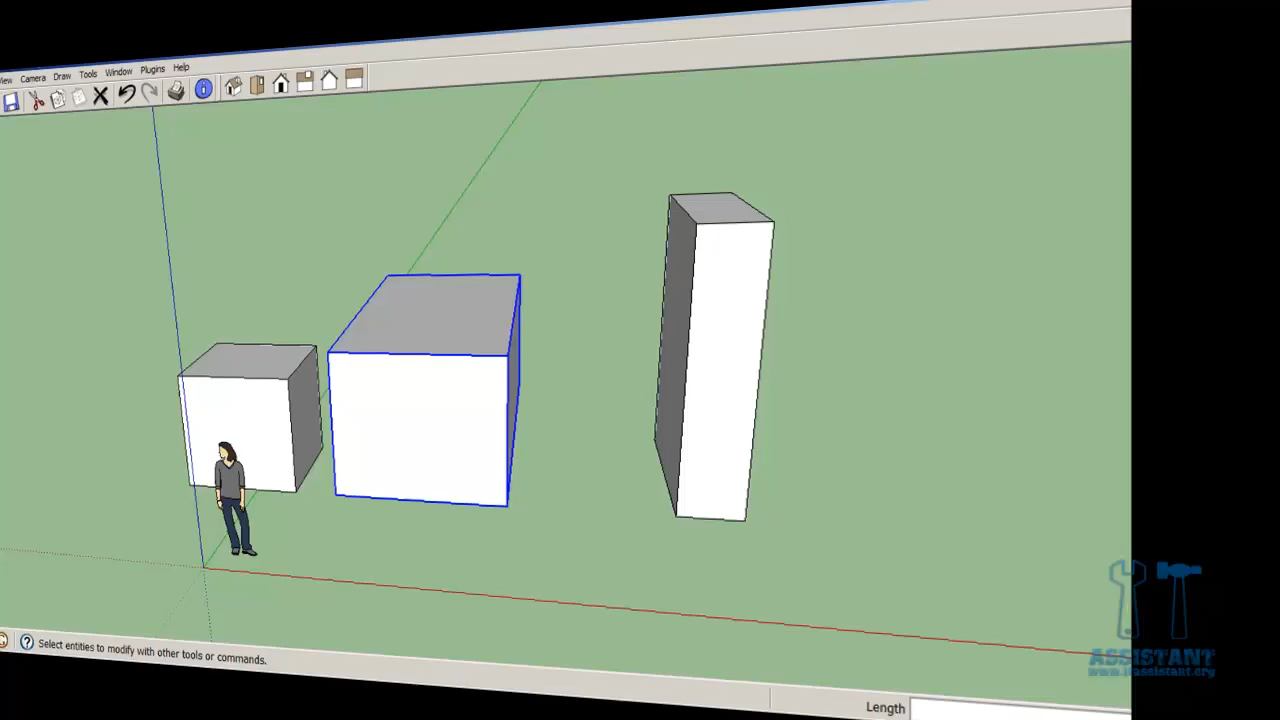 View Camera Draw Tools Window Plugins Help
Select entities to modify with other tools or commands.
Length
ASSISTANT